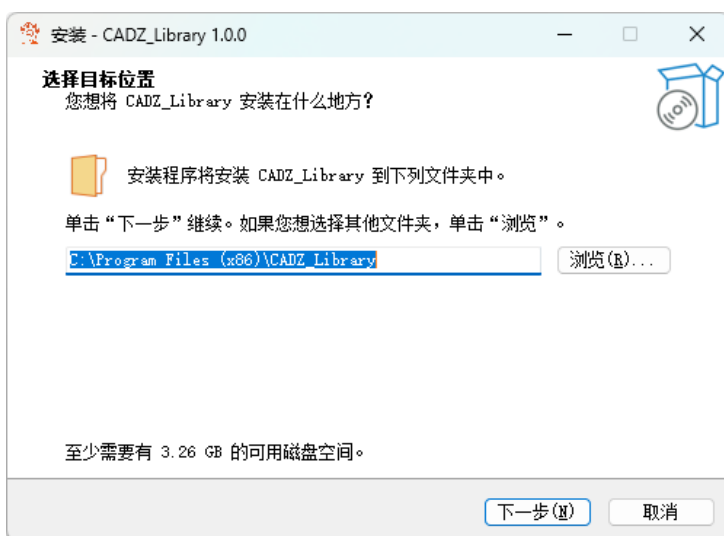 安装 - CADZ_Library 1.0.0
选择目标位置
您想将 CADZ_Library 安装在什么地方？
安装程序将安装 CADZ_Library 到下列文件夹中。
单击“下一步”继续。如果您想选择其他文件夹，单击“浏览”。
C:\Program Files (x86)\CADZ_Library
浏览(R)...
至少需要有 3.26 GB 的可用磁盘空间。
下一步(N)
取消